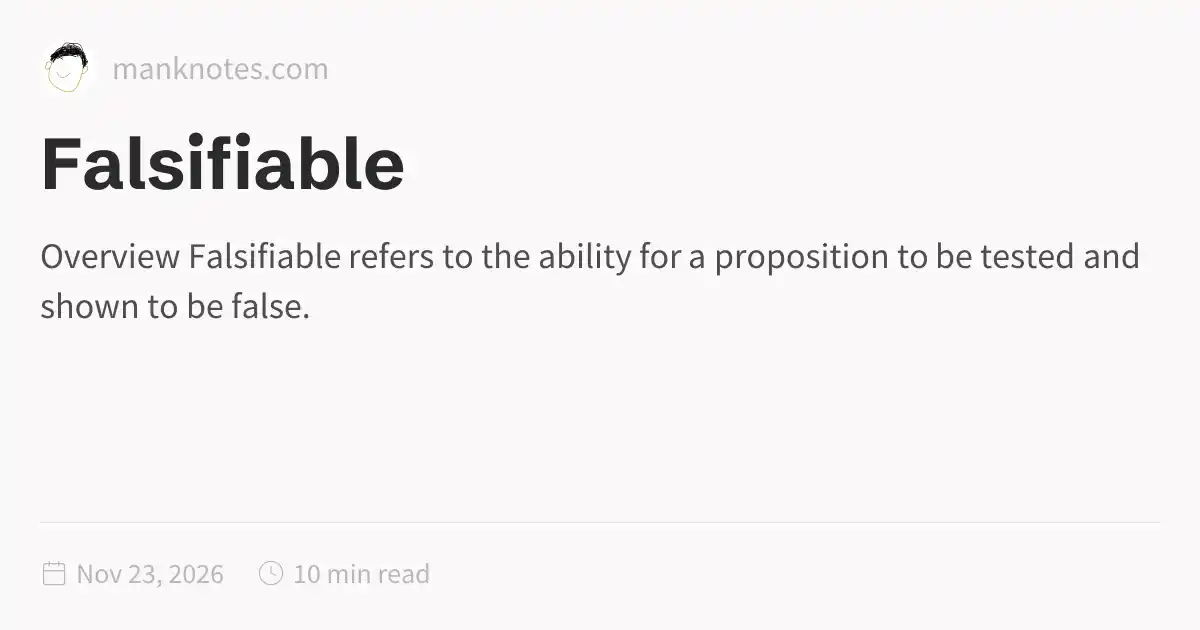 manknotes.com
Falsifiable
Overview Falsifiable refers to the ability for a proposition to be tested and
shown to be false.
Nov 23, 2026 10 min read